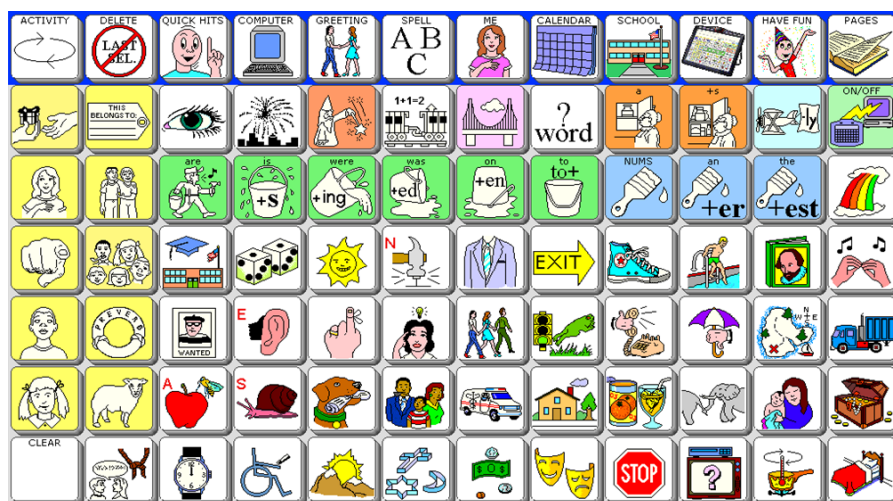 ACTIVITY DELETE QUICK HITS COMPUTER GREETING SPELL ME CALENDAR SCHOOL DEVICE HAVE FUN PAGES
LAST
SEL.
A B
C
THIS
BELONGS TO:
1+1=2
?
word
a
+s
-ly
ON/OFF
are is were was on to NUMS an the
+s +ing +ed +en to+ +er +est
N
EXIT
PREVERB
WANTED
E
N
W E
A
S
CLEAR
STOP
?